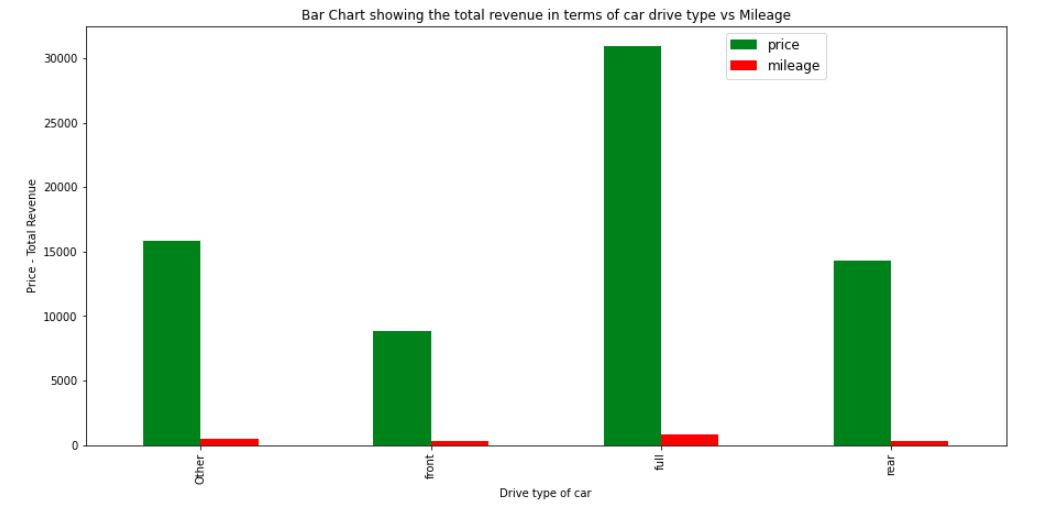 Bar Chart showing the total revenue in terms of car drive type vs Mileage
price
mileage
Price - Total Revenue
30000
25000
20000
15000
10000
5000
0
Other
front
full
rear
Drive type of car